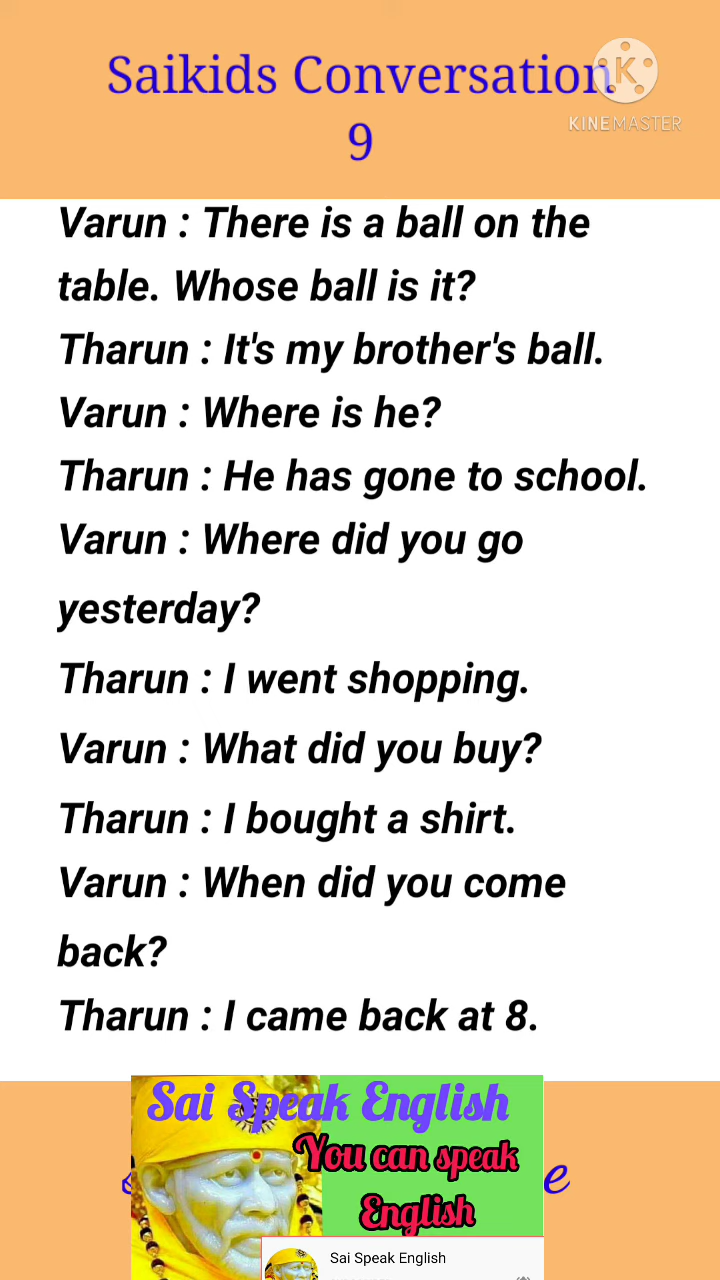 Saikids Conversation
9
KINEMASTER
Varun : There is a ball on the
table. Whose ball is it?
Tharun : It's my brother's ball.
Varun : Where is he?
Tharun : He has gone to school.
Varun : Where did you go
yesterday?
Tharun : I went shopping.
Varun : What did you buy?
Tharun : I bought a shirt.
Varun : When did you come
back?
Tharun : I came back at 8.
Sai Speak English
You can speak
English
Sai Speak English